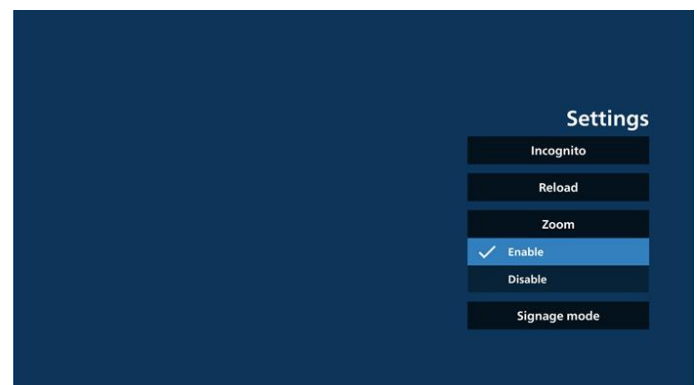 Settings
Incognito
Reload
Zoom
Enable
Disable
Signage mode